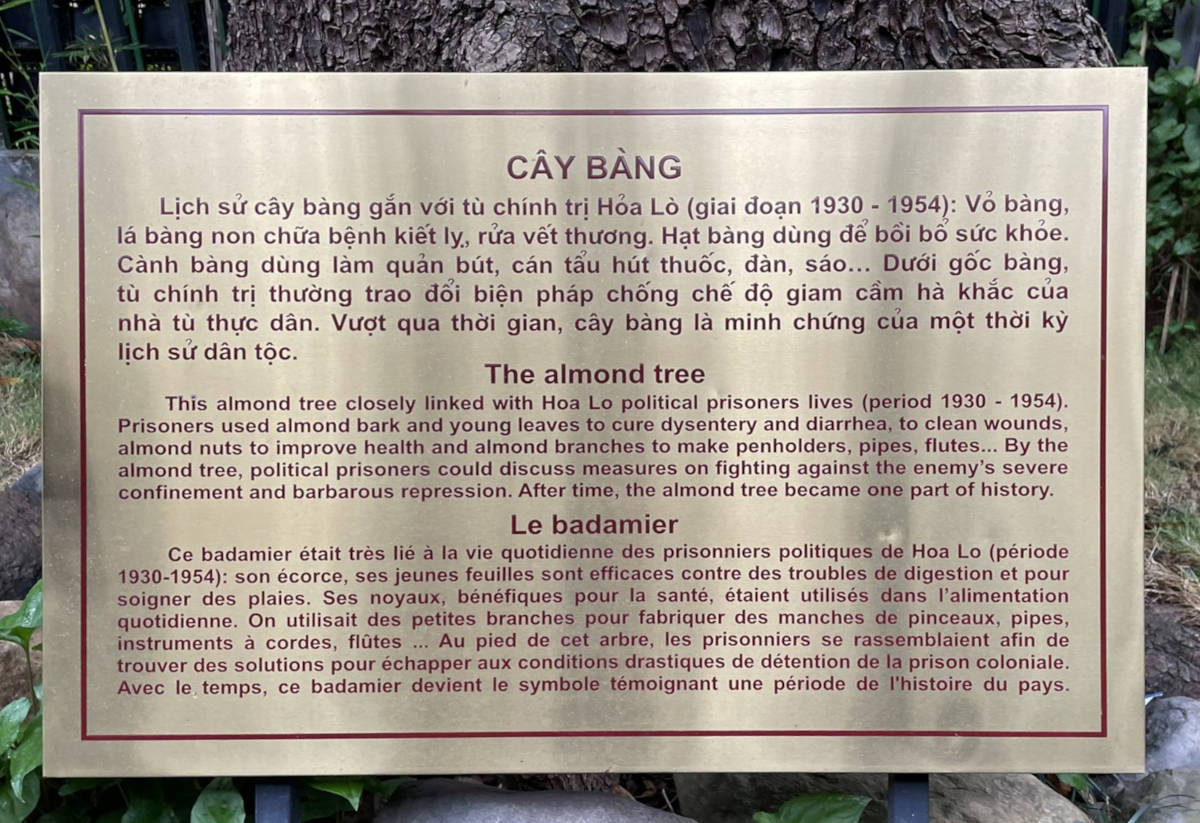 CÂY BÀNG
Lịch sử cây bàng gắn với tù chính trị Hỏa Lò (giai đoạn 1930 - 1954): Vỏ bàng,
lá bàng non chữa bệnh kiết lỵ, rửa vết thương. Hạt bàng dùng để bồi bổ sức khỏe.
Cành bàng dùng làm quản bút, cán tẩu hút thuốc, đàn, sáo... Dưới gốc bàng,
tù chính trị thường trao đổi biện pháp chống chế độ giam cầm hà khắc của
nhà tù thực dân. Vượt qua thời gian, cây bàng là minh chứng của một thời kỳ
lịch sử dân tộc.
The almond tree
This almond tree closely linked with Hoa Lo political prisoners lives (period 1930 - 1954).
Prisoners used almond bark and young leaves to cure dysentery and diarrhea, to clean wounds,
almond nuts to improve health and almond branches to make penholders, pipes, flutes... By the
almond tree, political prisoners could discuss measures on fighting against the enemy's severe
confinement and barbarous repression. After time, the almond tree became one part of history.
Le badamier
Ce badamier était très lié à la vie quotidienne des prisonniers politiques de Hoa Lo (période
1930-1954): son écorce, ses jeunes feuilles sont efficaces contre des troubles de digestion et pour
soigner des plaies. Ses noyaux, bénéfiques pour la santé, étaient utilisés dans l'alimentation
quotidienne. On utilisait des petites branches pour fabriquer des manches de pinceaux, pipes,
instruments à cordes, flûtes ... Au pied de cet arbre, les prisonniers se rassemblaient afin de
trouver des solutions pour échapper aux conditions drastiques de détention de la prison coloniale.
Avec le temps, ce badamier devient le symbole témoignant une période de l'histoire du pays.